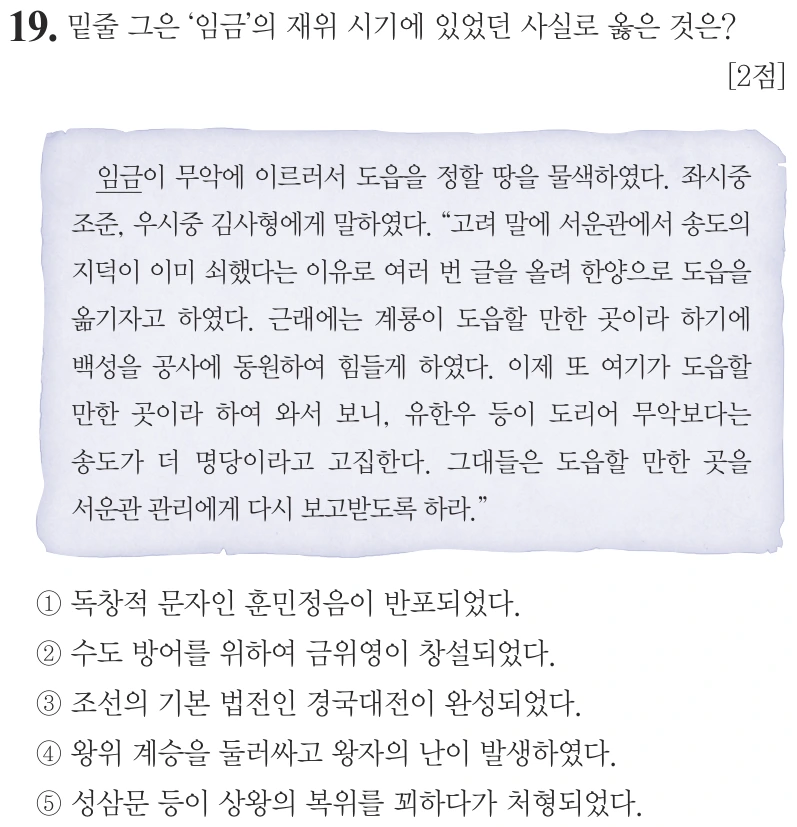 19. 밑줄 그은 ‘임금’의 재위 시기에 있었던 사실로 옳은 것은?
[2점]
임금이 무악에 이르러서 도읍을 정할 땅을 물색하였다. 좌시중
조준, 우시중 김사형에게 말하였다. “고려 말에 서운관에서 송도의
지덕이 이미 쇠했다는 이유로 여러 번 글을 올려 한양으로 도읍을
옮기자고 하였다. 근래에는 계룡이 도읍할 만한 곳이라 하기에
백성을 공사에 동원하여 힘들게 하였다. 이제 또 여기가 도읍할
만한 곳이라 하여 와서 보니, 유한우 등이 도리어 무악보다는
송도가 더 명당이라고 고집한다. 그대들은 도읍할 만한 곳을
서운관 관리에게 다시 보고받도록 하라.”
① 독창적 문자인 훈민정음이 반포되었다.
② 수도 방어를 위하여 금위영이 창설되었다.
③ 조선의 기본 법전인 경국대전이 완성되었다.
④ 왕위 계승을 둘러싸고 왕자의 난이 발생하였다.
⑤ 성삼문 등이 상왕의 복위를 꾀하다가 처형되었다.